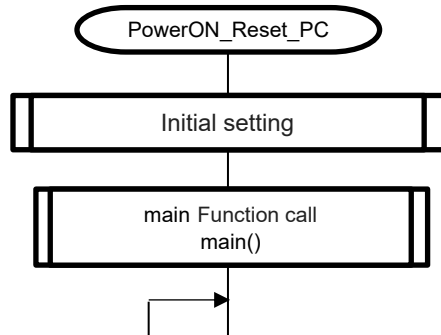 PowerON_Reset_PC
Initial setting
main Function call
main()